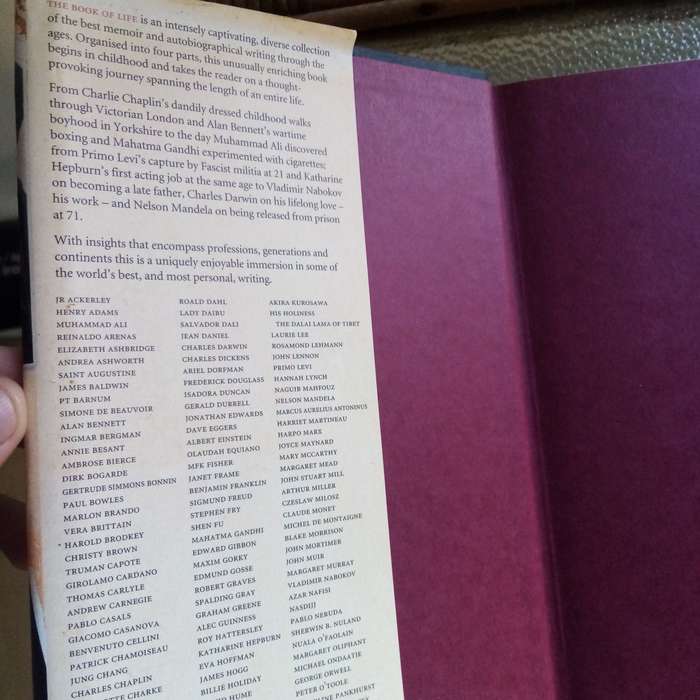 THE BOOK OF LIFE is an intensely captivating, diverse collection
of the best memoir and autobiographical writing through the
ages. Organised into four parts, this unusually enriching book
begins in childhood and takes the reader on a thought-
provoking journey spanning the length of an entire life.
From Charlie Chaplin's dandily dressed childhood walks
through Victorian London and Alan Bennett's wartime
boyhood in Yorkshire to the day Muhammad Ali discovered
boxing and Mahatma Gandhi experimented with cigarettes;
from Primo Levi's capture by Fascist militia at 21 and Katharine
Hepburn's first acting job at the same age to Vladimir Nabokov
on becoming a late father, Charles Darwin on his lifelong love –
his work – and Nelson Mandela on being released from prison
at 71.
With insights that encompass professions, generations and
continents this is a uniquely enjoyable immersion in some of
the world's best, and most personal, writing.
JR ACKERLEY
HENRY ADAMS
MUHAMMAD ALI
REINALDO ARENAS
ELIZABETH ASHBRIDGE
ANDREA ASHWORTH
SAINT AUGUSTINE
JAMES BALDWIN
PT BARNUM
SIMONE DE BEAUVOIR
ALAN BENNETT
INGMAR BERGMAN
ANNIE BESANT
AMBROSE BIERCE
DIRK BOGARDE
GERTRUDE SIMMONS BONNIN
PAUL BOWLES
MARLON BRANDO
VERA BRITTAIN
HAROLD BRODKEY
CHRISTY BROWN
TRUMAN CAPOTE
GIROLAMO CARDANO
THOMAS CARLYLE
ANDREW CARNEGIE
PABLO CASALS
GIACOMO CASANOVA
BENVENUTO CELLINI
PATRICK CHAMOISEAU
JUNG CHANG
CHARLES CHAPLIN
CHARKE
ROALD DAHL
LADY DAIBU
SALVADOR DALI
JEAN DANIEL
CHARLES DARWIN
CHARLES DICKENS
ARIEL DORFMAN
FREDERICK DOUGLASS
ISADORA DUNCAN
GERALD DURRELL
JONATHAN EDWARDS
DAVE EGGERS
ALBERT EINSTEIN
OLAUDAH EQUIANO
MFK FISHER
JANET FRAME
BENJAMIN FRANKLIN
SIGMUND FREUD
STEPHEN FRY
SHEN FU
MAHATMA GANDHI
EDWARD GIBBON
MAXIM GORKY
EDMUND GOSSE
ROBERT GRAVES
SPALDING GRAY
GRAHAM GREENE
ALEC GUINNESS
ROY HATTERSLEY
KATHARINE HEPBURN
EVA HOFFMAN
JAMES HOGG
BILLIE HOLIDAY
HUME
AKIRA KUROSAWA
HIS HOLINESS
THE DALAI LAMA OF TIBET
LAURIE LEE
ROSAMOND LEHMANN
JOHN LENNON
PRIMO LEVI
HANNAH LYNCH
NAGUIB MAHFOUZ
NELSON MANDELA
MARCUS AURELIUS ANTONINUS
HARRIET MARTINEAU
HARPO MARX
JOYCE MAYNARD
MARY MCCARTHY
MARGARET MEAD
JOHN STUART MILL
ARTHUR MILLER
CZESLAW MILOSZ
CLAUDE MONET
MICHEL DE MONTAIGNE
BLAKE MORRISON
JOHN MORTIMER
JOHN MUIR
MARGARET MURRAY
VLADIMIR NABOKOV
AZAR NAFISI
NASDIJJ
PABLO NERUDA
SHERWIN B. NULAND
NUALA O'FAOLAIN
MARGARET OLIPHANT
MICHAEL ONDAATJE
GEORGE ORWELL
PETER O'TOOLE
PANKHURST